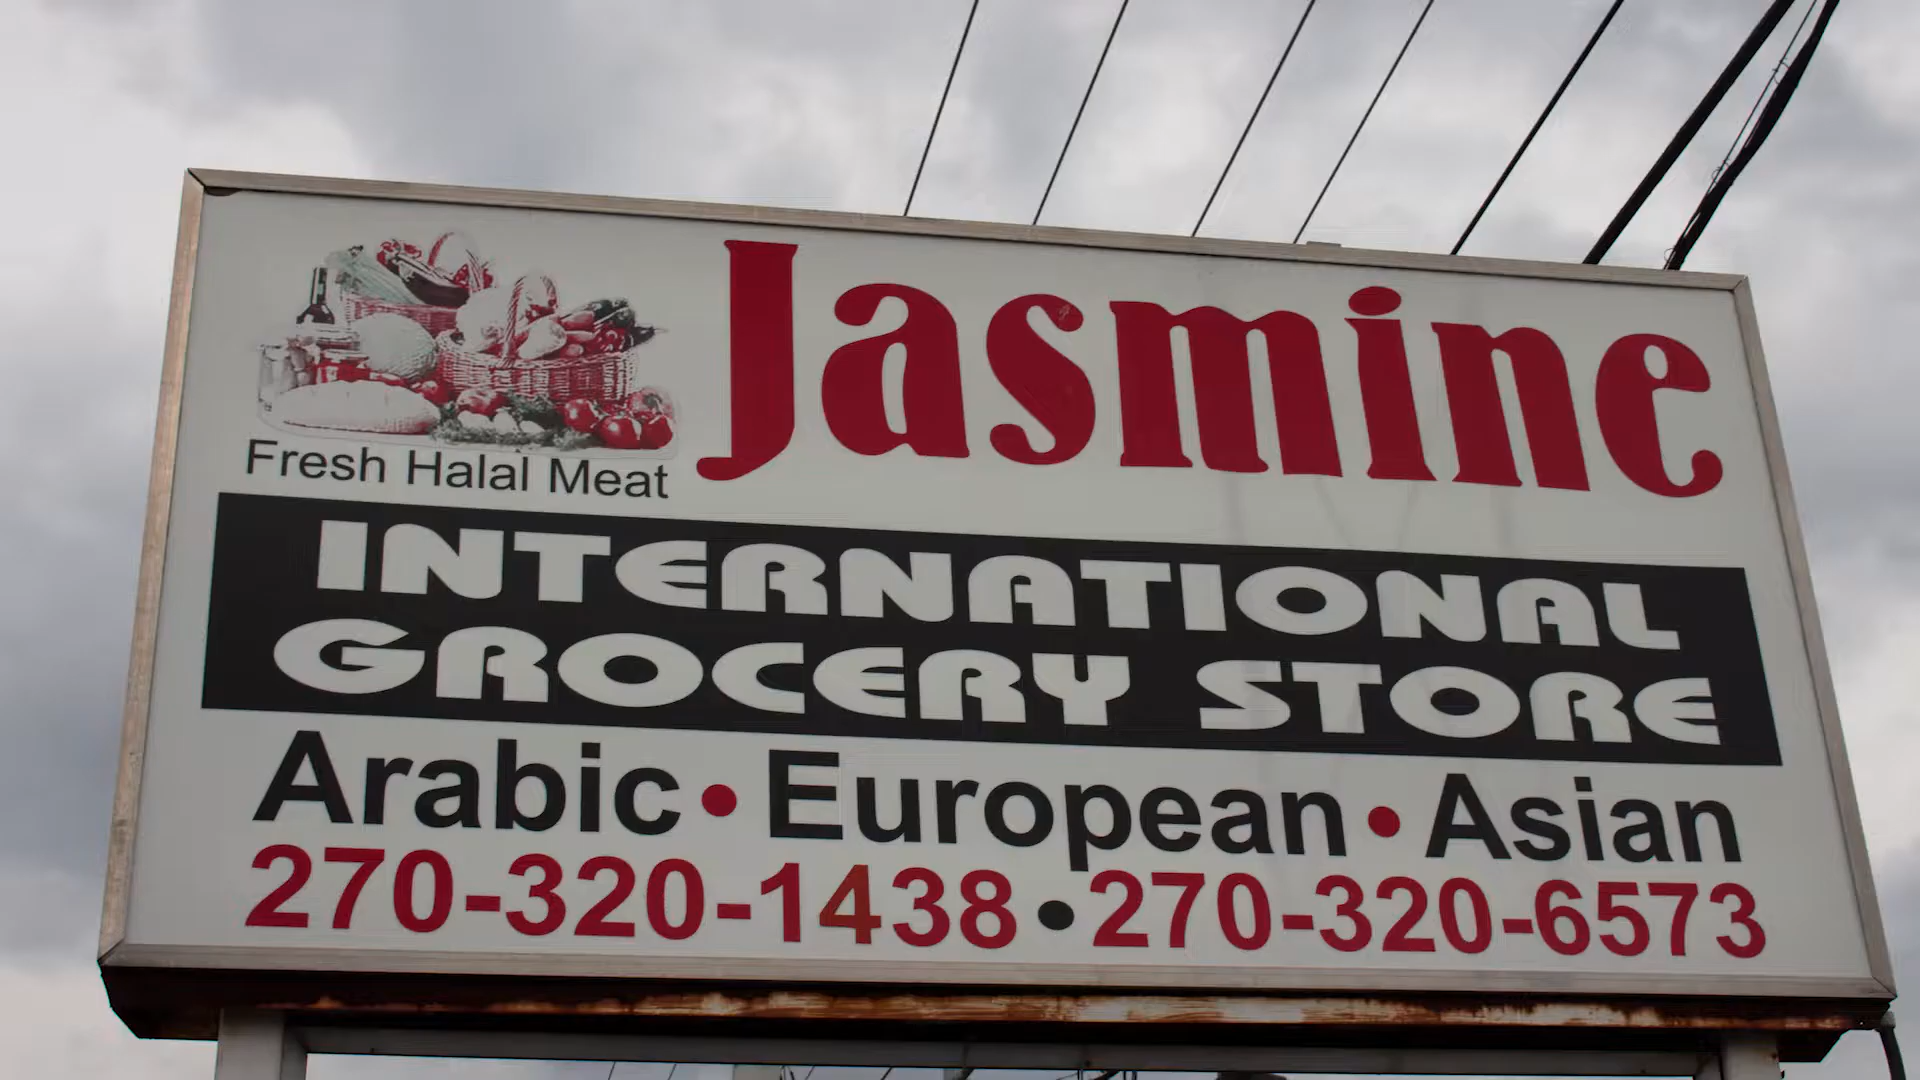 Jasmine
Fresh Halal Meat
INTERNATIONAL
GROCERY STORE
Arabic • European • Asian
270-320-1438 • 270-320-6573